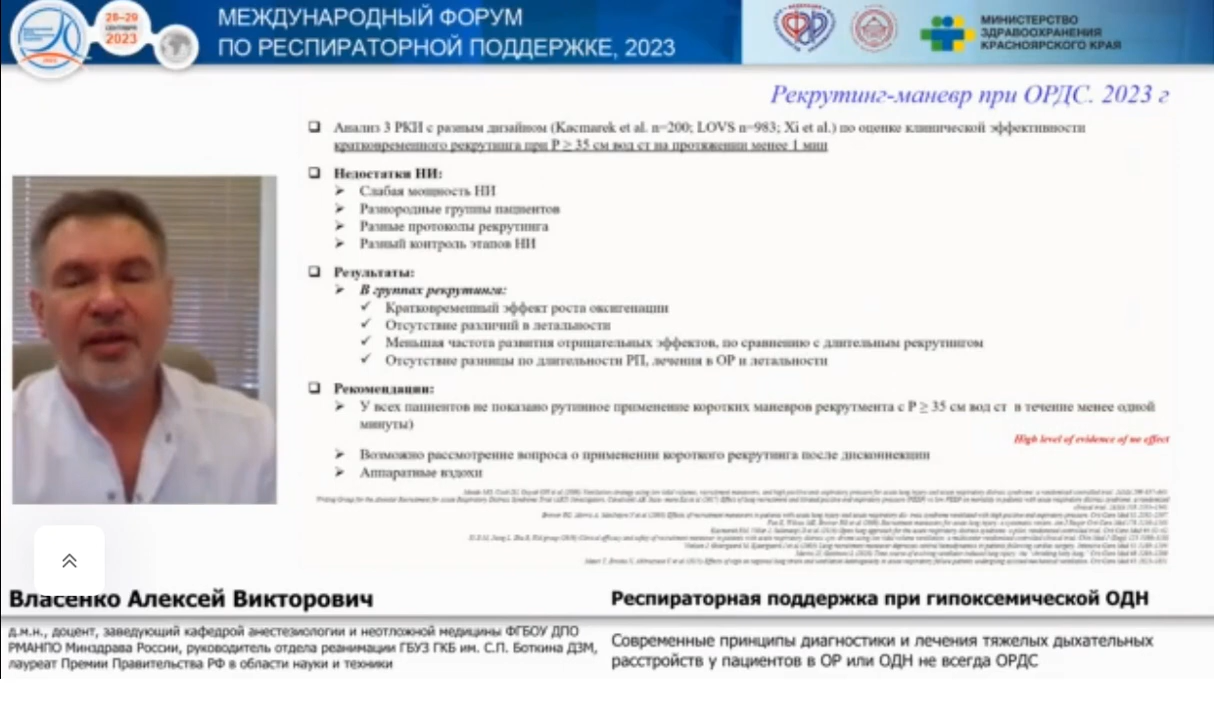 28–29
СЕНТЯБРЯ
2023
МЕЖДУНАРОДНЫЙ ФОРУМ
ПО РЕСПИРАТОРНОЙ ПОДДЕРЖКЕ, 2023
МИНИСТЕРСТВО
ЗДРАВООХРАНЕНИЯ
КРАСНОЯРСКОГО КРАЯ
Рекрутинг-маневр при ОРДС. 2023 г
Анализ 3 РКИ с разным дизайном (Kacmarek et al. n=200; LOVS n=983; Xi et al.) по оценке клинической эффективности
кратковременного рекрутинга при P ≥ 35 см вод ст на протяжении менее 1 мин
Недостатки НИ:
Слабая мощность НИ
Разнородные группы пациентов
Разные протоколы рекрутинга
Разный контроль этапов НИ
Результаты:
В группах рекрутинга:
Кратковременный эффект роста оксигенации
Отсутствие различий в летальности
Меньшая частота развития отрицательных эффектов, по сравнению с длительным рекрутингом
Отсутствие разницы по длительности РП, лечения в ОР и летальности
Рекомендации:
У всех пациентов не показано рутинное применение коротких маневров рекрутмента с P ≥ 35 см вод ст в течение менее одной
минуты)
High level of evidence of no effect
Возможно рассмотрение вопроса о применении короткого рекрутинга после дисконнекции
Аппаратные вздохи
Власенко Алексей Викторович
д.м.н., доцент, заведующий кафедрой анестезиологии и неотложной медицины ФГБОУ ДПО
РМАНПО Минздрава России, руководитель отдела реанимации ГБУЗ ГКБ им. С.П. Боткина ДЗМ,
лауреат Премии Правительства РФ в области науки и техники
Респираторная поддержка при гипоксемической ОДН
Современные принципы диагностики и лечения тяжелых дыхательных
расстройств у пациентов в ОР или ОДН не всегда ОРДС